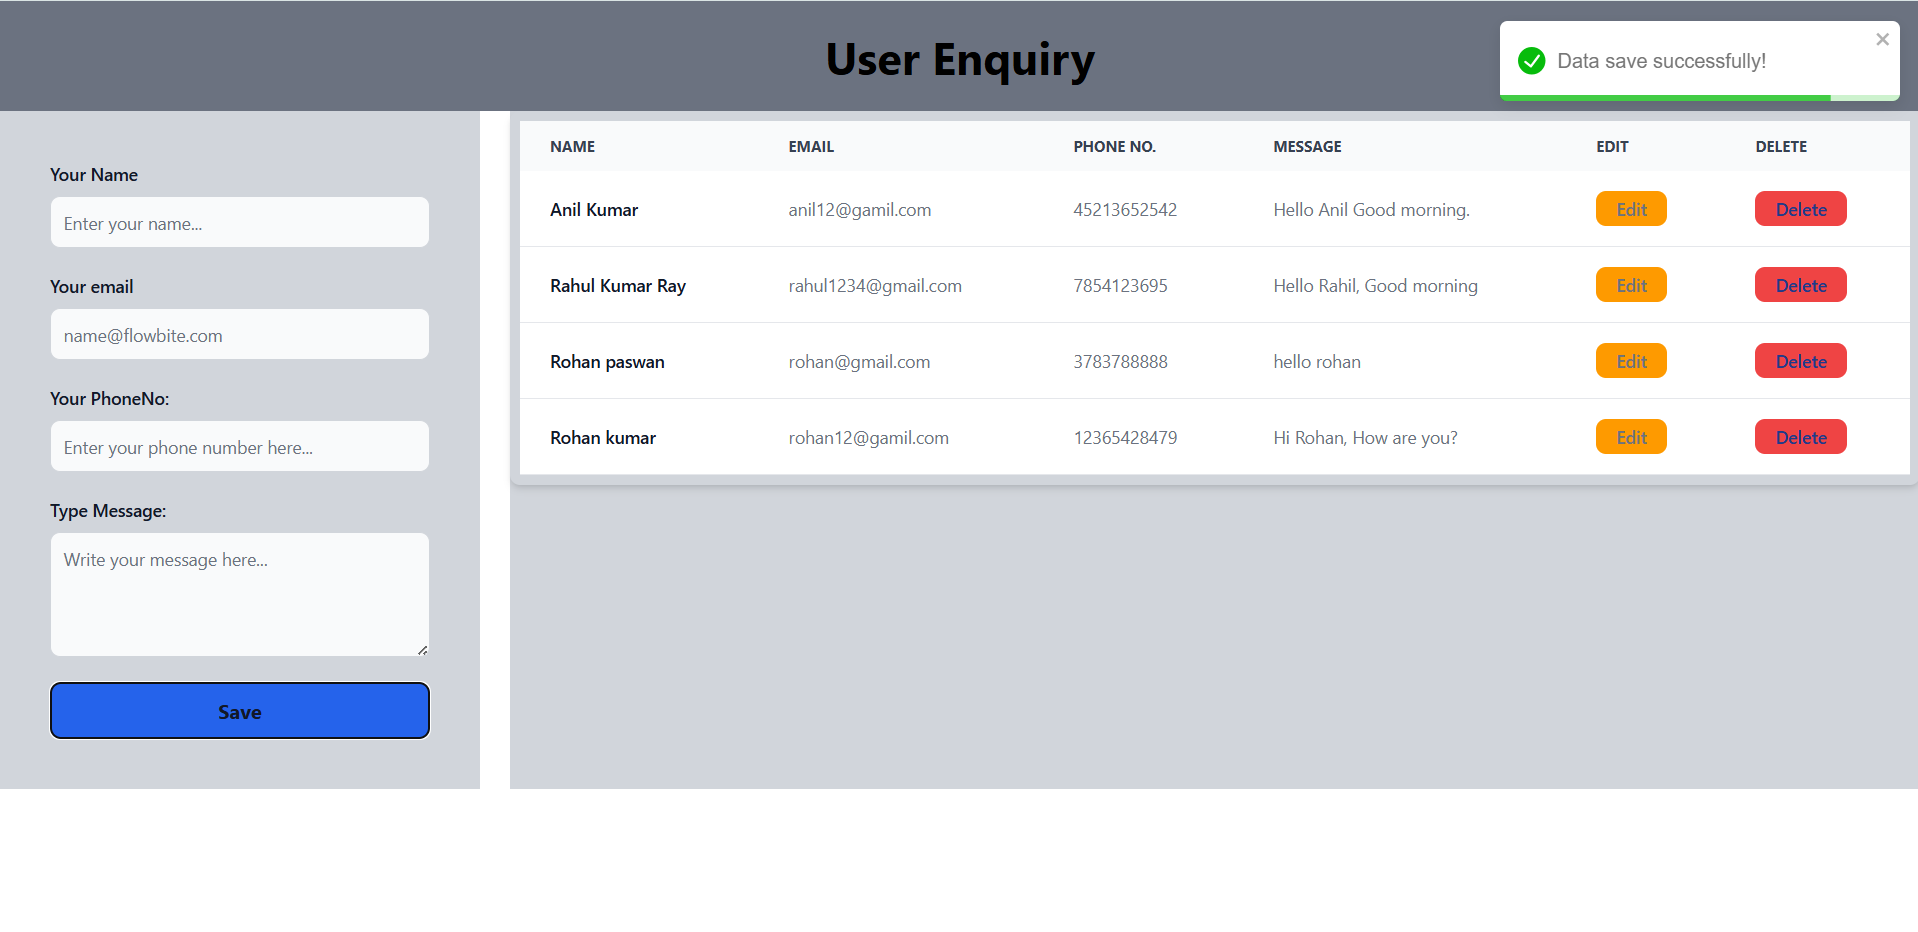 User Enquiry
Data save successfully!
Your Name
Enter your name...
Your email
name@flowbite.com
Your PhoneNo:
Enter your phone number here...
Type Message:
Write your message here...
Save
NAME EMAIL PHONE NO. MESSAGE EDIT DELETE
Anil Kumar anil12@gamil.com 45213652542 Hello Anil Good morning. Edit Delete
Rahul Kumar Ray rahul1234@gmail.com 7854123695 Hello Rahil, Good morning Edit Delete
Rohan paswan rohan@gmail.com 3783788888 hello rohan Edit Delete
Rohan kumar rohan12@gamil.com 12365428479 Hi Rohan, How are you? Edit Delete